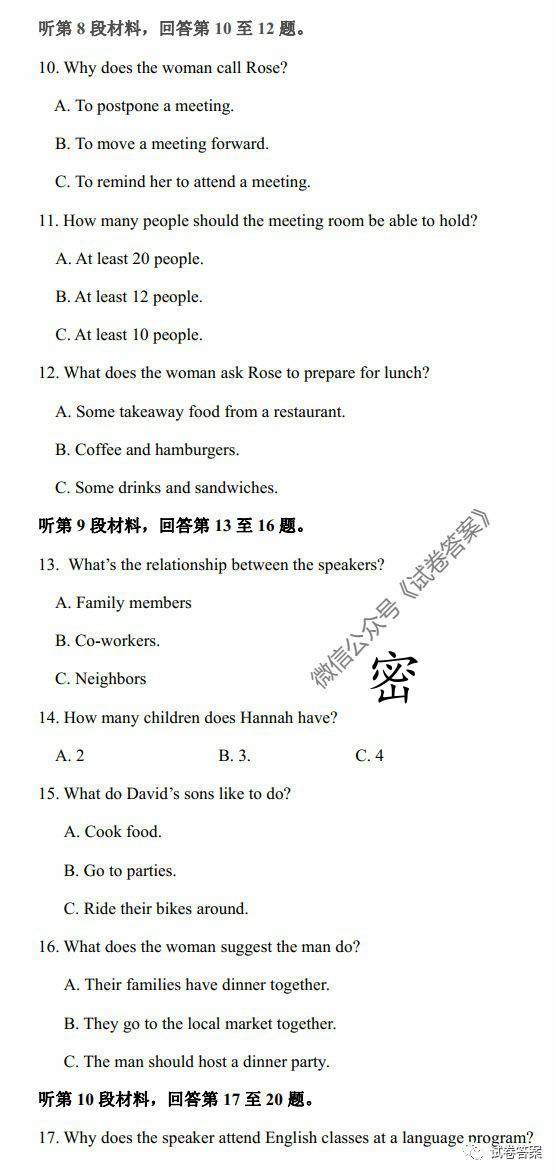 听第 8 段材料，回答第 10 至 12 题。
10. Why does the woman call Rose?
A. To postpone a meeting.
B. To move a meeting forward.
C. To remind her to attend a meeting.
11. How many people should the meeting room be able to hold?
A. At least 20 people.
B. At least 12 people.
C. At least 10 people.
12. What does the woman ask Rose to prepare for lunch?
A. Some takeaway food from a restaurant.
B. Coffee and hamburgers.
C. Some drinks and sandwiches.
听第 9 段材料，回答第 13 至 16 题。
13. What’s the relationship between the speakers?
A. Family members
B. Co-workers.
C. Neighbors
微信公众号《试卷答案》
密
14. How many children does Hannah have?
A. 2 B. 3. C. 4
15. What do David’s sons like to do?
A. Cook food.
B. Go to parties.
C. Ride their bikes around.
16. What does the woman suggest the man do?
A. Their families have dinner together.
B. They go to the local market together.
C. The man should host a dinner party.
听第 10 段材料，回答第 17 至 20 题。
17. Why does the speaker attend English classes at a language program?
试卷答案